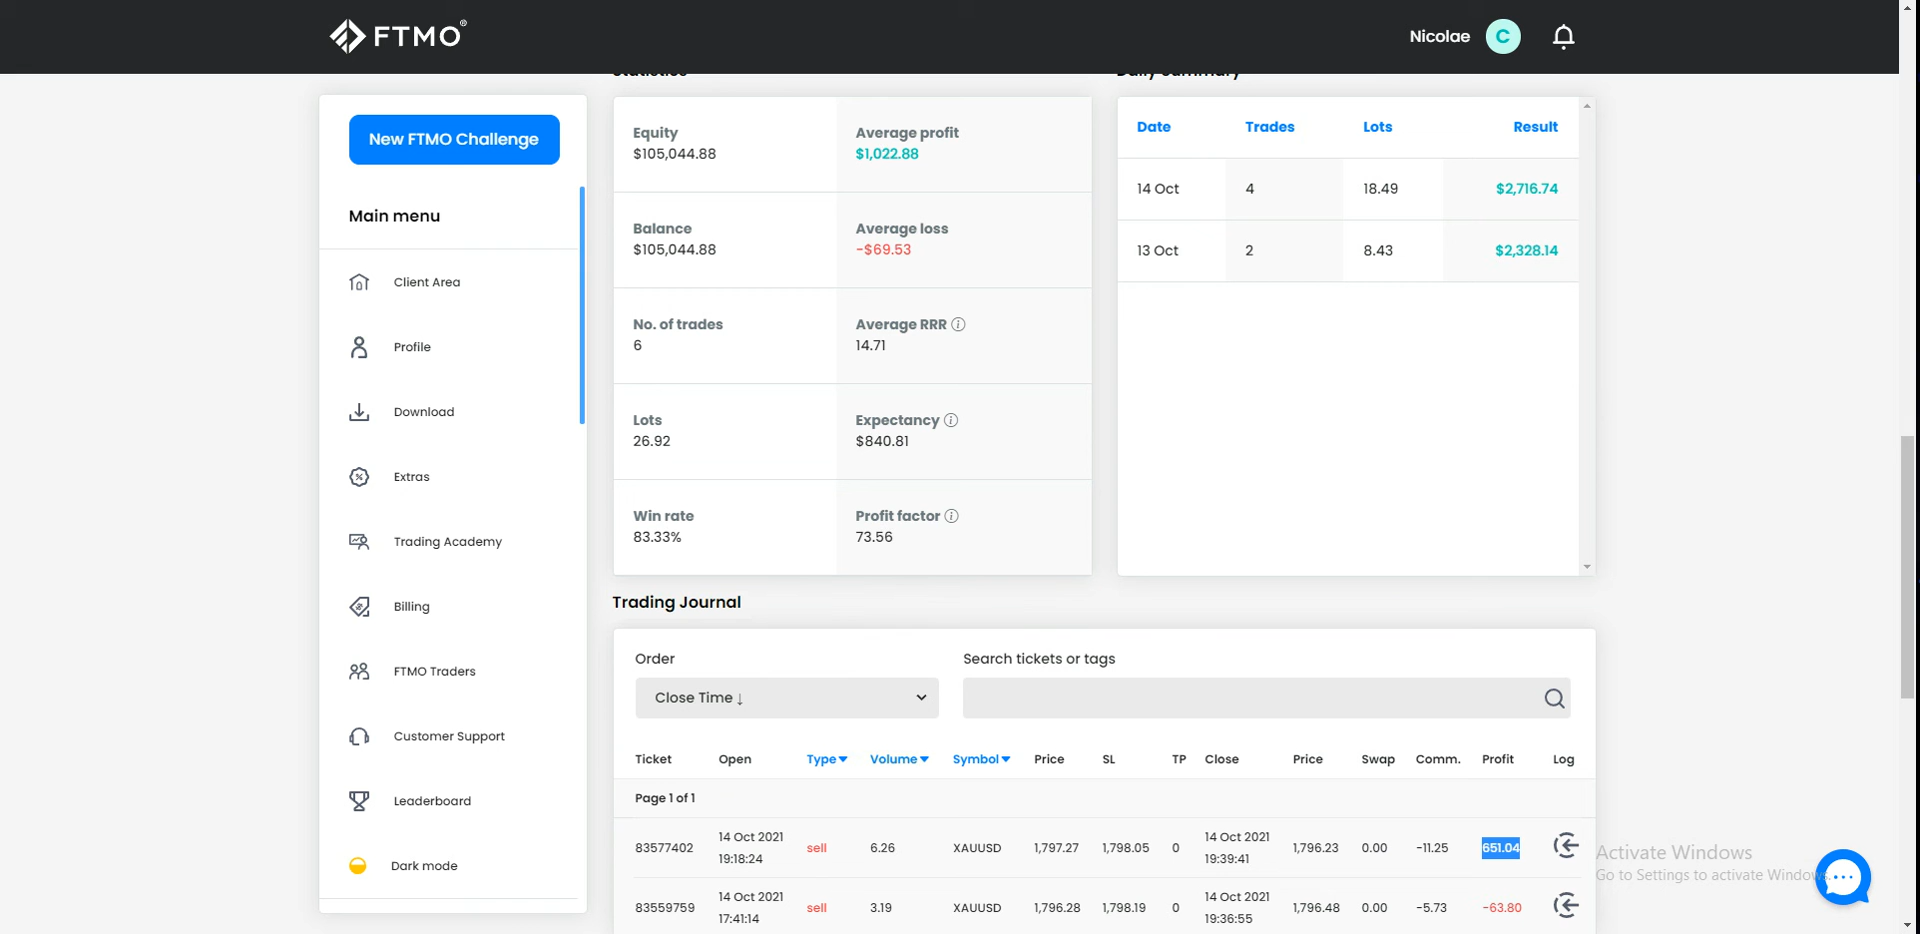 FTMO®
Nicolae
C
Statistics
Daily Summary
New FTMO Challenge
Main menu
Client Area
Profile
Download
Extras
Trading Academy
Billing
FTMO Traders
Customer Support
Leaderboard
Dark mode
Equity
$105,044.88
Average profit
$1,022.88
Balance
$105,044.88
Average loss
-$69.53
No. of trades
6
Average RRR
14.71
Lots
26.92
Expectancy
$840.81
Win rate
83.33%
Profit factor
73.56
Date Trades Lots Result
14 Oct 4 18.49 $2,716.74
13 Oct 2 8.43 $2,328.14
Trading Journal
Order
Close Time ↓
Search tickets or tags
Ticket Open Type Volume Symbol Price SL TP Close Price Swap Comm. Profit Log
Page 1 of 1
83577402 14 Oct 2021 19:18:24 sell 6.26 XAUUSD 1,797.27 1,798.05 0 14 Oct 2021 19:39:41 1,796.23 0.00 -11.25 651.04
83559759 14 Oct 2021 17:41:14 sell 3.19 XAUUSD 1,796.28 1,798.19 0 14 Oct 2021 19:36:55 1,796.48 0.00 -5.73 -63.80
Activate Windows
Go to Settings to activate Windows.